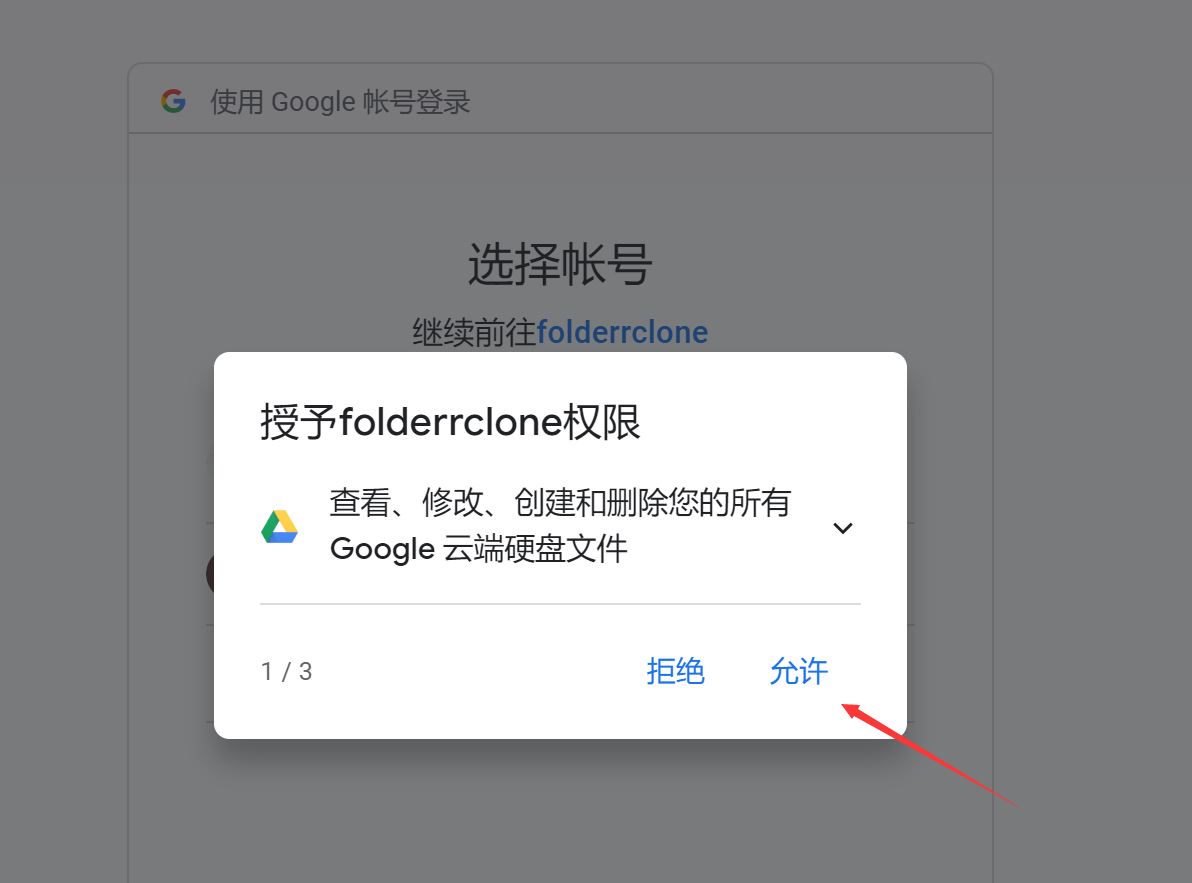 使用 Google 帐号登录
选择帐号
继续前往folderrclone
授予folderrclone权限
查看、修改、创建和删除您的所有
Google 云端硬盘文件
1 / 3
拒绝
允许